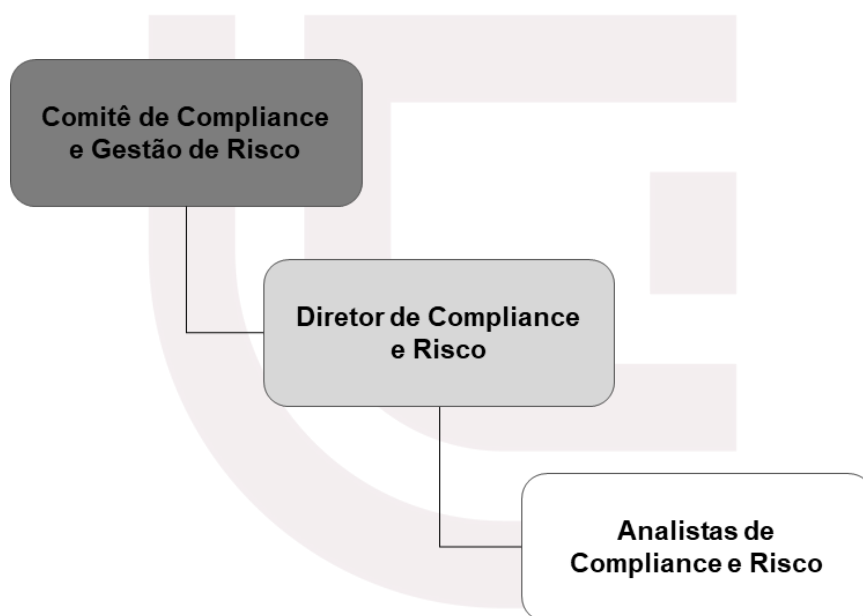 Comitê de Compliance
e Gestão de Risco
Diretor de Compliance
e Risco
Analistas de
Compliance e Risco